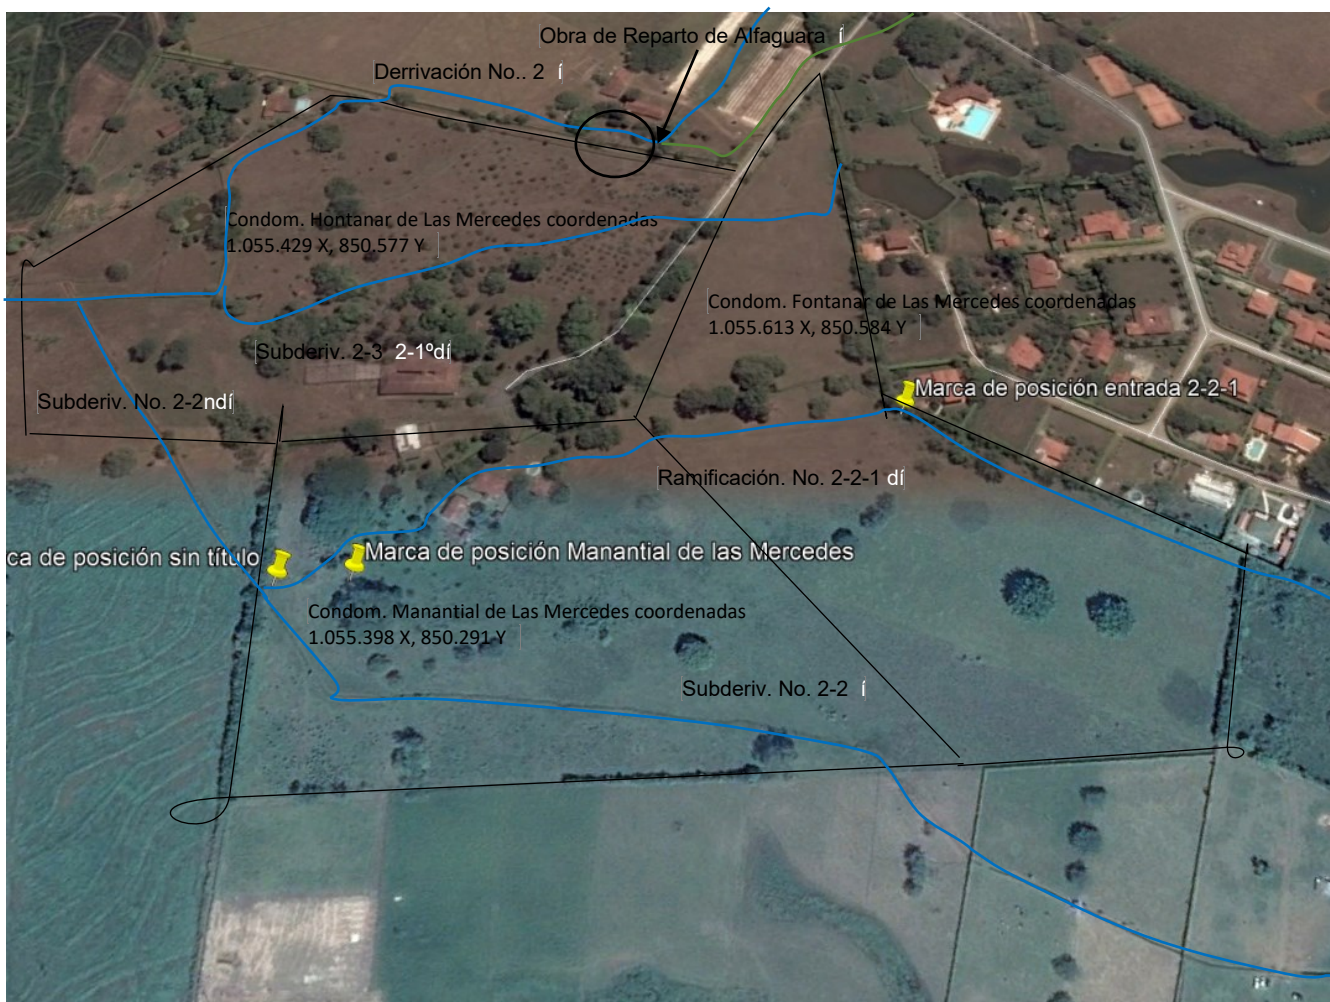 Obra de Reparto de Alfaguara í
Derrivación No.. 2 í
Condom. Hontanar de Las Mercedes coordenadas
1.055.429 X, 850.577 Y
Condom. Fontanar de Las Mercedes coordenadas
1.055.613 X, 850.584 Y
Subderiv. 2-3 2-1ºdí
Subderiv. No. 2-2ndí
Marca de posición entrada 2-2-1
Ramificación. No. 2-2-1 dí
rca de posición sin título
Marca de posición Manantial de las Mercedes
Condom. Manantial de Las Mercedes coordenadas
1.055.398 X, 850.291 Y
Subderiv. No. 2-2 í